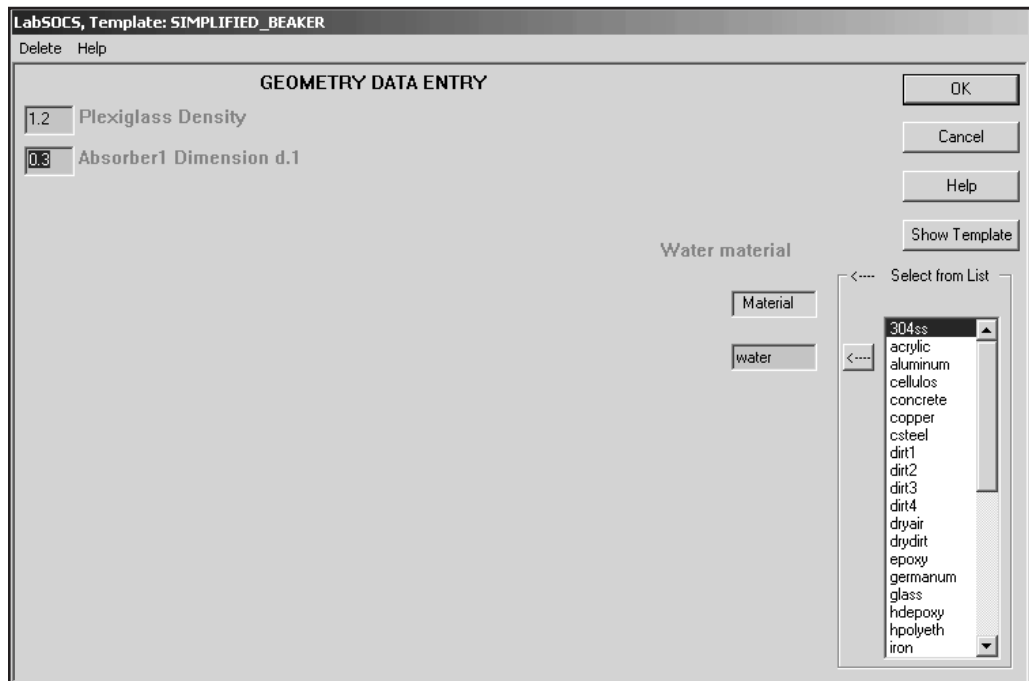 LabSOCS, Template: SIMPLIFIED_BEAKER
Delete Help
GEOMETRY DATA ENTRY
1.2 Plexiglass Density
0.3 Absorber1 Dimension d.1
OK
Cancel
Help
Show Template
Water material
<---- Select from List
Material
water
<----
304ss
acrylic
aluminum
cellulos
concrete
copper
csteel
dirt1
dirt2
dirt3
dirt4
dryair
drydirt
epoxy
germanum
glass
hdepoxy
hpolyeth
iron